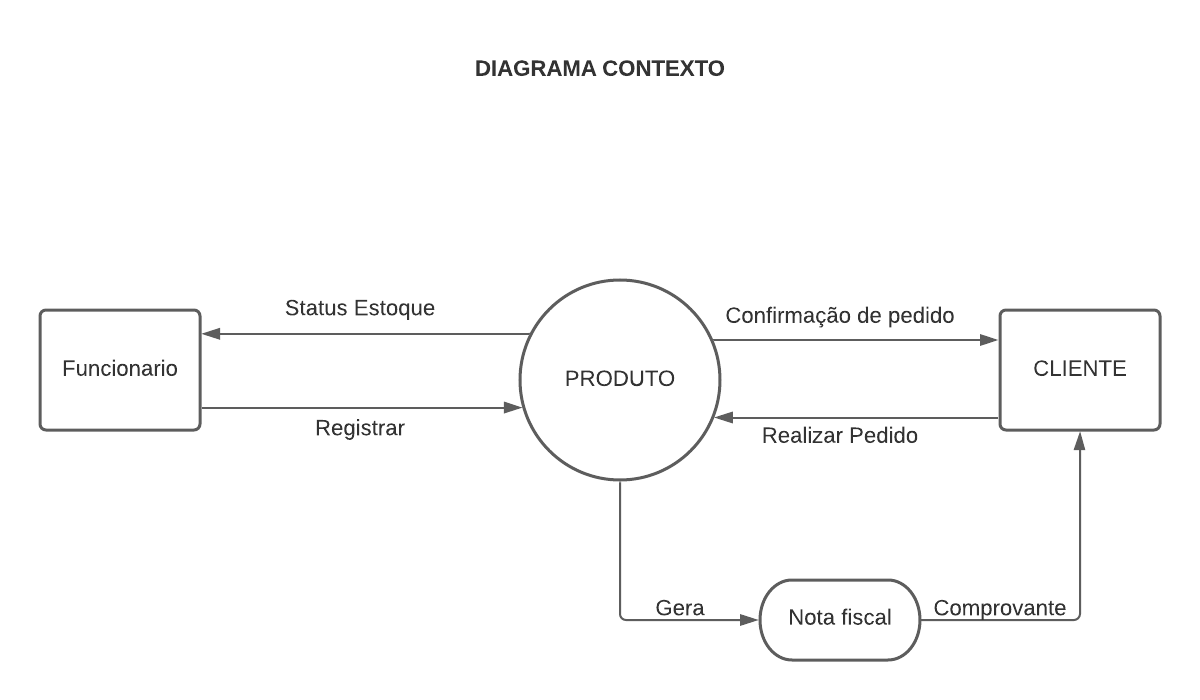 DIAGRAMA CONTEXTO
Status Estoque
Confirmação de pedido
Funcionario
PRODUTO
CLIENTE
Registrar
Realizar Pedido
Gera
Nota fiscal
Comprovante